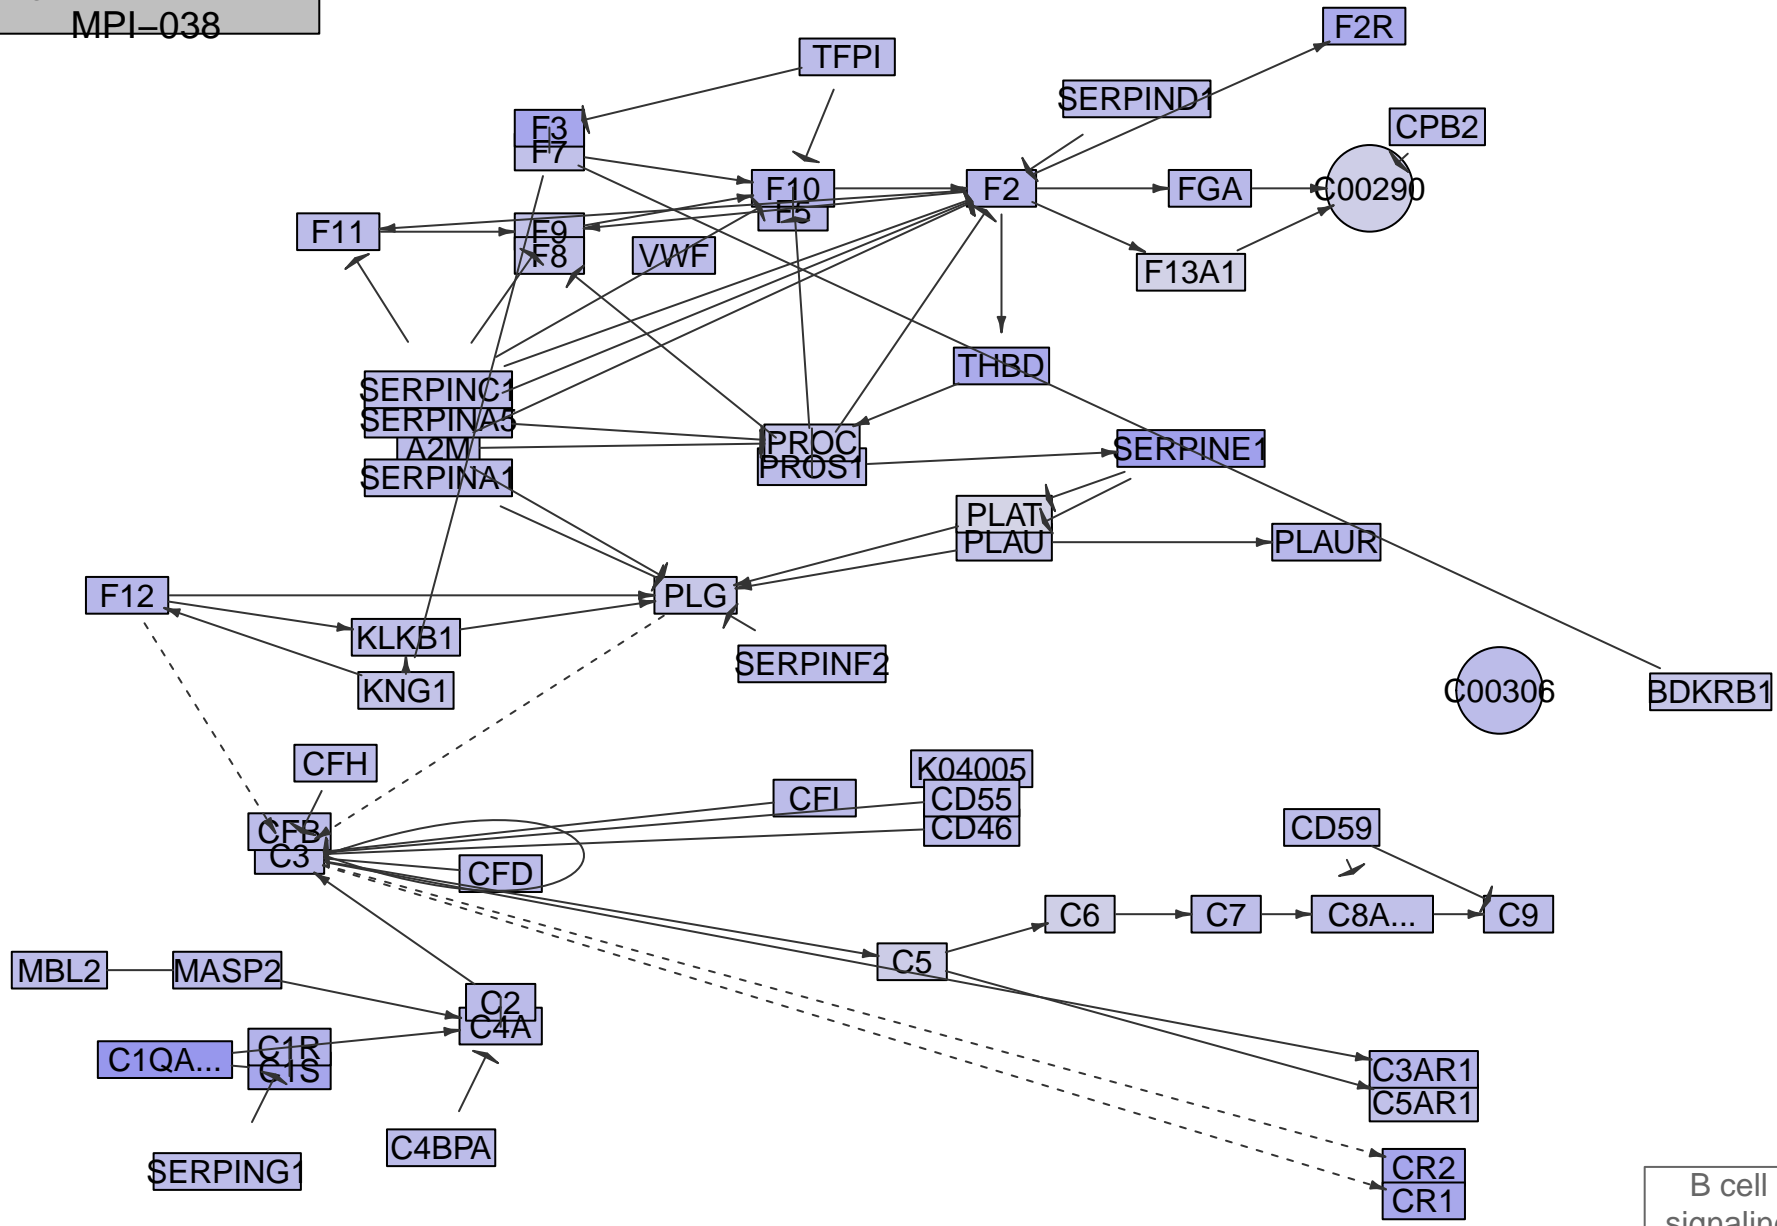 MPI−038
F2R
TFPI
SERPIND1
CPB2
F3
F7
F10
F5
F2
FGA
C00290
F11
F9
F8
VWF
F13A1
THBD
SERPINC1
SERPINA5
A2M
SERPINA1
PROC
PROS1
SERPINE1
PLAT
PLAU
PLAUR
F12
PLG
KLKB1
SERPINF2
KNG1
C00306
BDKRB1
CFH
K04005
CFI
CD55
CD46
CFB
C3
CD59
CFD
C6
C7
C8A...
C9
C5
MBL2
MASP2
C2
C4A
C1QA...
C1R
C1S
C3AR1
C5AR1
C4BPA
SERPING1
CR2
CR1
B cell
signaling